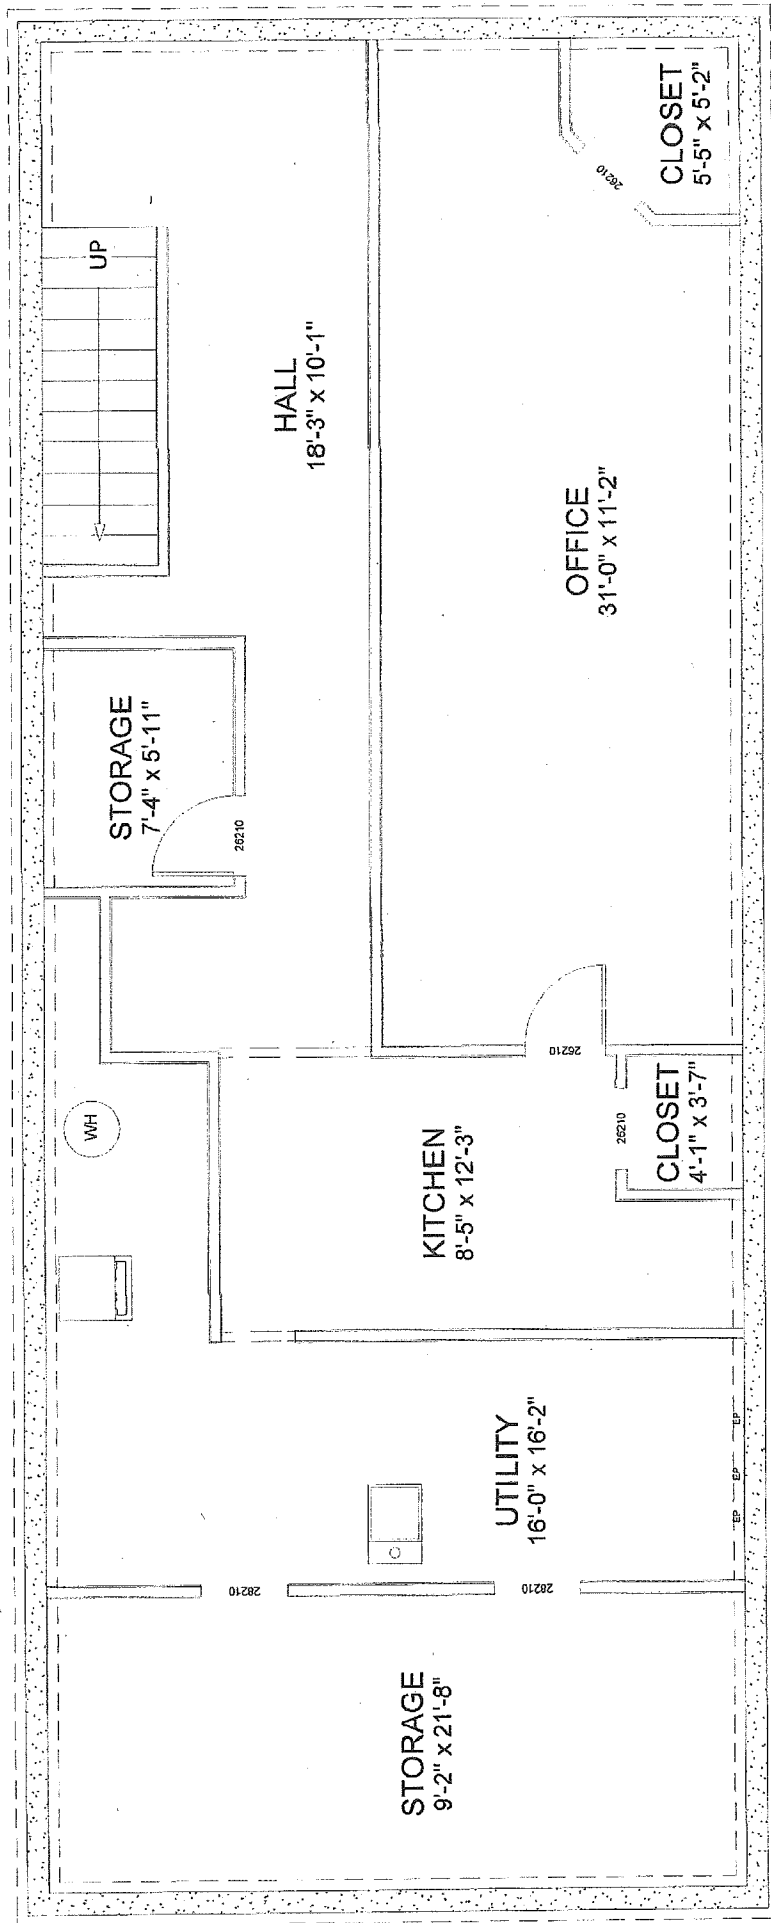 STORAGE
9'-2" x 21'-8"
28210
28210
UTILITY
16'-0" x 16'-2"
EP
EP
EP
WH
KITCHEN
8'-5" x 12'-3"
CLOSET
4'-1" x 3'-7"
26210
26210
STORAGE
7'-4" x 5'-11"
26210
HALL
18'-3" x 10'-1"
UP
OFFICE
31'-0" x 11'-2"
CLOSET
5'-5" x 5'-2"
26210